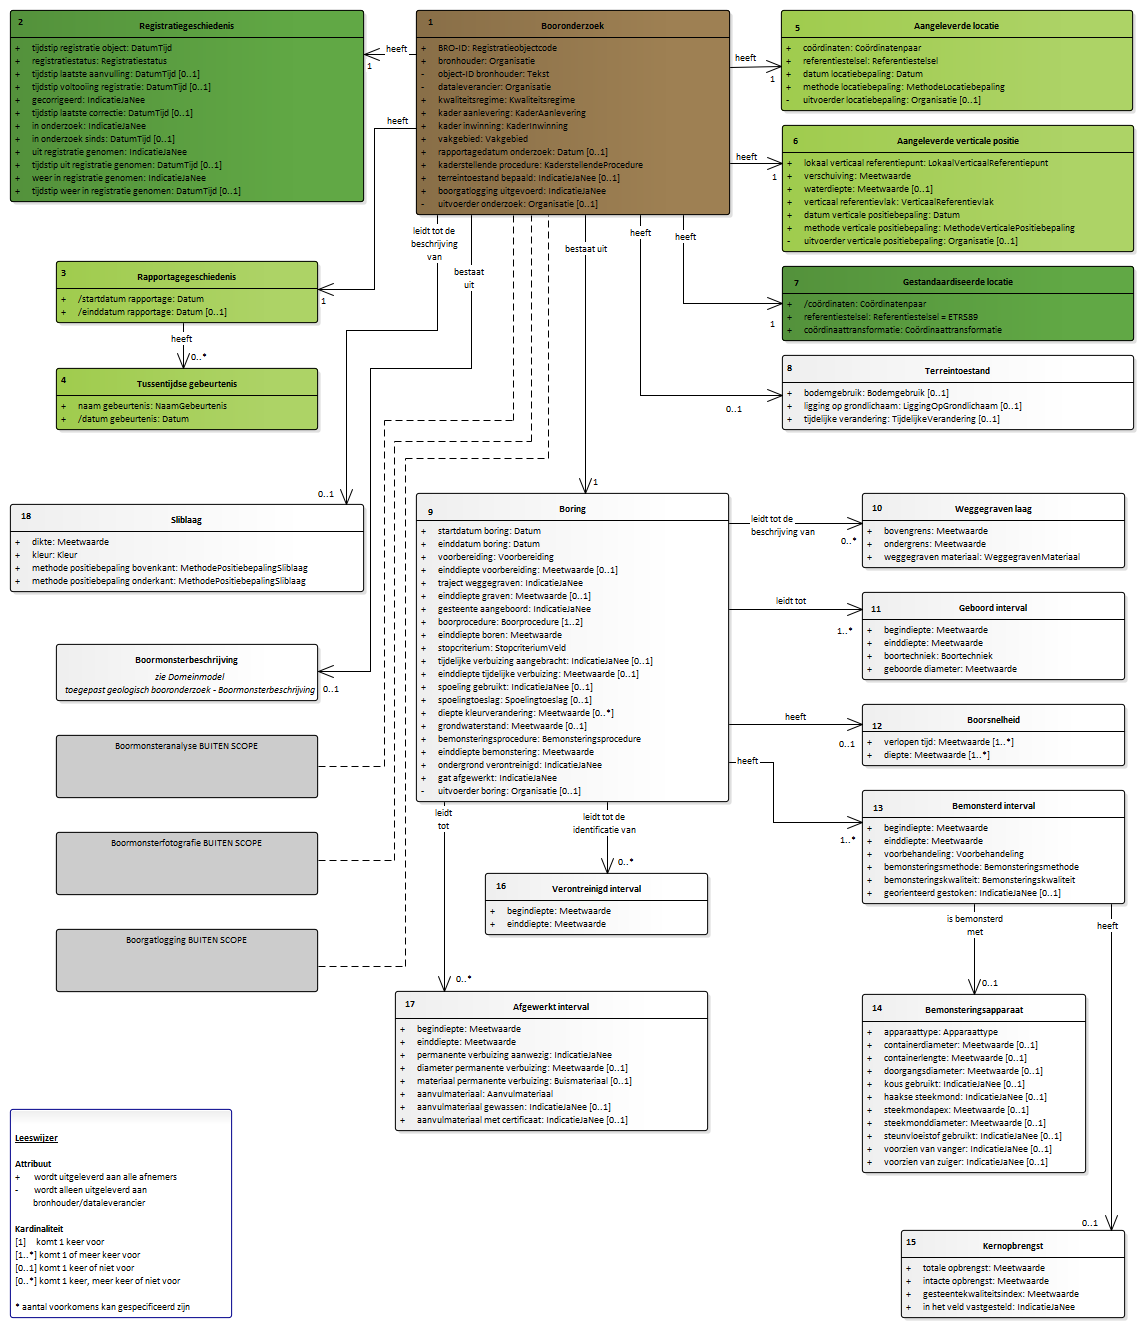 2 Registratiegeschiedenis
+ tijdstip registratie object: DatumTijd
+ registratiestatus: Registratiestatus
+ tijdstip laatste aanvulling: DatumTijd [0..1]
+ tijdstip voltooiing registratie: DatumTijd [0..1]
+ gecorrigeerd: IndicatieJaNee
+ tijdstip laatste correctie: DatumTijd [0..1]
+ in onderzoek: IndicatieJaNee
+ in onderzoek sinds: DatumTijd [0..1]
+ uit registratie genomen: IndicatieJaNee
+ tijdstip uit registratie genomen: DatumTijd [0..1]
+ weer in registratie genomen: IndicatieJaNee
+ tijdstip weer in registratie genomen: DatumTijd [0..1]
heeft
1
1 Booronderzoek
+ BRO-ID: Registratieobjectcode
+ bronhouder: Organisatie
- object-ID bronhouder: Tekst
- dataleverancier: Organisatie
+ kwaliteitsregime: Kwaliteitsregime
+ kader aanlevering: KaderAanlevering
+ kader inwinning: KaderInwinning
+ vakgebied: Vakgebied
+ rapportagedatum onderzoek: Datum [0..1]
+ kaderstellende procedure: KaderstellendeProcedure
+ terreintoestand bepaald: IndicatieJaNee [0..1]
+ boorgatlogging uitgevoerd: IndicatieJaNee
- uitvoerder onderzoek: Organisatie [0..1]
heeft
1
5 Aangeleverde locatie
+ coördinaten: Coördinatenpaar
+ referentiestelsel: Referentiestelsel
+ datum locatiebepaling: Datum
+ methode locatiebepaling: MethodeLocatiebepaling
- uitvoerder locatiebepaling: Organisatie [0..1]
heeft
1
6 Aangeleverde verticale positie
+ lokaal verticaal referentiepunt: LokaalVerticaalReferentiepunt
+ verschuiving: Meetwaarde
+ waterdiepte: Meetwaarde [0..1]
+ verticaal referentievlak: VerticaalReferentievlak
+ datum verticale positiebepaling: Datum
+ methode verticale positiebepaling: MethodeVerticalePositiebepaling
- uitvoerder verticale positiebepaling: Organisatie [0..1]
heeft
1
7 Gestandaardiseerde locatie
+ /coördinaten: Coördinatenpaar
+ referentiestelsel: Referentiestelsel = ETRS89
+ coördinaattransformatie: Coördinaattransformatie
heeft
0..1
8 Terreintoestand
+ bodemgebruik: Bodemgebruik [0..1]
+ ligging op grondlichaam: LiggingOpGrondlichaam [0..1]
+ tijdelijke verandering: TijdelijkeVerandering [0..1]
heeft
1
3 Rapportagegeschiedenis
+ /startdatum rapportage: Datum
+ /einddatum rapportage: Datum [0..1]
heeft
0..*
4 Tussentijdse gebeurtenis
+ naam gebeurtenis: NaamGebeurtenis
+ /datum gebeurtenis: Datum
leidt tot de
beschrijving
van
0..1
18 Sliblaag
+ dikte: Meetwaarde
+ kleur: Kleur
+ methode positiebepaling bovenkant: MethodePositiebepalingSliblaag
+ methode positiebepaling onderkant: MethodePositiebepalingSliblaag
bestaat
uit
0..1
Boormonsterbeschrijving
zie Domeinmodel
toegepast geologisch booronderzoek - Boormonsterbeschrijving
Boormonsteranalyse BUITEN SCOPE
Boormonsterfotografie BUITEN SCOPE
Boorgatlogging BUITEN SCOPE
bestaat uit
1
9 Boring
+ startdatum boring: Datum
+ einddatum boring: Datum
+ voorbereiding: Voorbereiding
+ einddiepte voorbereiding: Meetwaarde [0..1]
+ traject weggegraven: IndicatieJaNee
+ einddiepte graven: Meetwaarde [0..1]
+ gesteente aangeboord: IndicatieJaNee
+ boorprocedure: Boorprocedure [1..2]
+ einddiepte boren: Meetwaarde
+ stopcriterium: StopcriteriumVeld
+ tijdelijke verbuizing aangebracht: IndicatieJaNee [0..1]
+ einddiepte tijdelijke verbuizing: Meetwaarde [0..1]
+ spoeling gebruikt: IndicatieJaNee [0..1]
+ spoelingtoeslag: Spoelingtoeslag [0..1]
+ diepte kleurverandering: Meetwaarde [0..*]
+ grondwaterstand: Meetwaarde [0..1]
+ bemonsteringsprocedure: Bemonsteringsprocedure
+ einddiepte bemonstering: Meetwaarde
+ ondergrond verontreinigd: IndicatieJaNee
+ gat afgewerkt: IndicatieJaNee
- uitvoerder boring: Organisatie [0..1]
leidt tot de
beschrijving van
0..*
10 Weggegraven laag
+ bovengrens: Meetwaarde
+ ondergrens: Meetwaarde
+ weggegraven materiaal: WeggegravenMateriaal
leidt tot
1..*
11 Geboord interval
+ begindiepte: Meetwaarde
+ einddiepte: Meetwaarde
+ boortechniek: Boortechniek
+ geboorde diameter: Meetwaarde
heeft
0..1
12 Boorsnelheid
+ verlopen tijd: Meetwaarde [1..*]
+ diepte: Meetwaarde [1..*]
heeft
1..*
13 Bemonsterd interval
+ begindiepte: Meetwaarde
+ einddiepte: Meetwaarde
+ voorbehandeling: Voorbehandeling
+ bemonsteringsmethode: Bemonsteringsmethode
+ bemonsteringskwaliteit: Bemonsteringskwaliteit
+ georienteerd gestoken: IndicatieJaNee [0..1]
is bemonsterd
met
0..1
14 Bemonsteringsapparaat
+ apparaattype: Apparaattype
+ containerdiameter: Meetwaarde [0..1]
+ containerlengte: Meetwaarde [0..1]
+ doorgangsdiameter: Meetwaarde [0..1]
+ kous gebruikt: IndicatieJaNee [0..1]
+ haakse steekmond: IndicatieJaNee [0..1]
+ steekmondapex: Meetwaarde [0..1]
+ steekmonddiameter: Meetwaarde [0..1]
+ steunvloeistof gebruikt: IndicatieJaNee [0..1]
+ voorzien van vanger: IndicatieJaNee [0..1]
+ voorzien van zuiger: IndicatieJaNee [0..1]
heeft
0..1
15 Kernopbrengst
+ totale opbrengst: Meetwaarde
+ intacte opbrengst: Meetwaarde
+ gesteentekwaliteitsindex: Meetwaarde
+ in het veld vastgesteld: IndicatieJaNee
leidt tot de
identificatie van
0..*
16 Verontreinigd interval
+ begindiepte: Meetwaarde
+ einddiepte: Meetwaarde
leidt
tot
0..*
17 Afgewerkt interval
+ begindiepte: Meetwaarde
+ einddiepte: Meetwaarde
+ permanente verbuizing aanwezig: IndicatieJaNee
+ diameter permanente verbuizing: Meetwaarde [0..1]
+ materiaal permanente verbuizing: Buismateriaal [0..1]
+ aanvulmateriaal: Aanvulmateriaal
+ aanvulmateriaal gewassen: IndicatieJaNee [0..1]
+ aanvulmateriaal met certificaat: IndicatieJaNee [0..1]
Leeswijzer
Attribuut
+ wordt uitgeleverd aan alle afnemers
- wordt alleen uitgeleverd aan
bronhouder/dataleverancier
Kardinaliteit
[1] komt 1 keer voor
[1..*] komt 1 of meer keer voor
[0..1] komt 1 keer of niet voor
[0..*] komt 1 keer, meer keer of niet voor
* aantal voorkomens kan gespecificeerd zijn